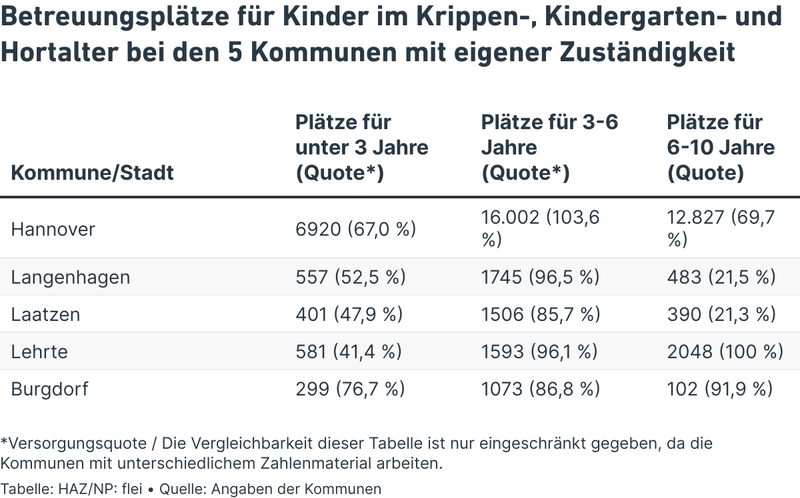 Betreuungsplätze für Kinder im Krippen-, Kindergarten- und
Hortalter bei den 5 Kommunen mit eigener Zuständigkeit
Kommune/Stadt
Plätze für
unter 3 Jahre
(Quote*)
Plätze für 3-6
Jahre
(Quote*)
Plätze für
6-10 Jahre
(Quote)
Hannover
6920 (67,0 %)
16.002 (103,6
%)
12.827 (69,7
%)
Langenhagen
557 (52,5 %)
1745 (96,5 %)
483 (21,5 %)
Laatzen
401 (47,9 %)
1506 (85,7 %)
390 (21,3 %)
Lehrte
581 (41,4 %)
1593 (96,1 %)
2048 (100 %)
Burgdorf
299 (76,7 %)
1073 (86,8 %)
102 (91,9 %)
*Versorgungsquote / Die Vergleichbarkeit dieser Tabelle ist nur eingeschränkt gegeben, da die
Kommunen mit unterschiedlichem Zahlenmaterial arbeiten.
Tabelle: HAZ/NP: flei • Quelle: Angaben der Kommunen